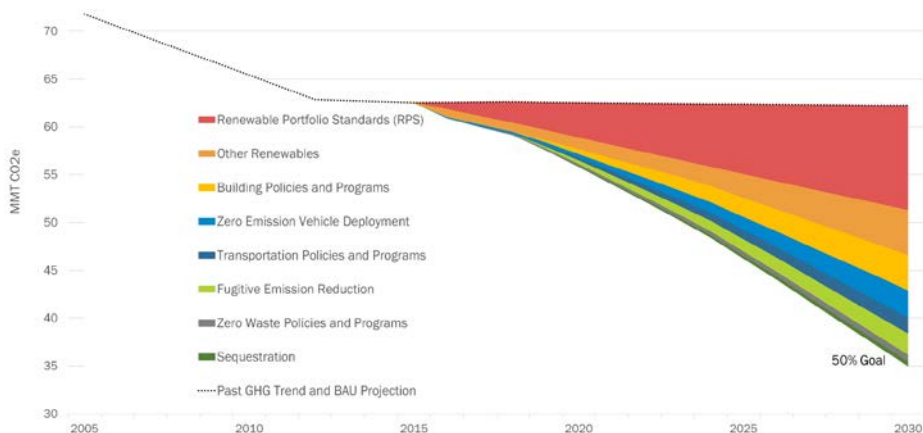 70
65
60
55
50
45
40
35
30
MMT CO2e
Renewable Portfolio Standards (RPS)
Other Renewables
Building Policies and Programs
Zero Emission Vehicle Deployment
Transportation Policies and Programs
Fugitive Emission Reduction
Zero Waste Policies and Programs
Sequestration
Past GHG Trend and BAU Projection
50% Goal
2005 2010 2015 2020 2025 2030